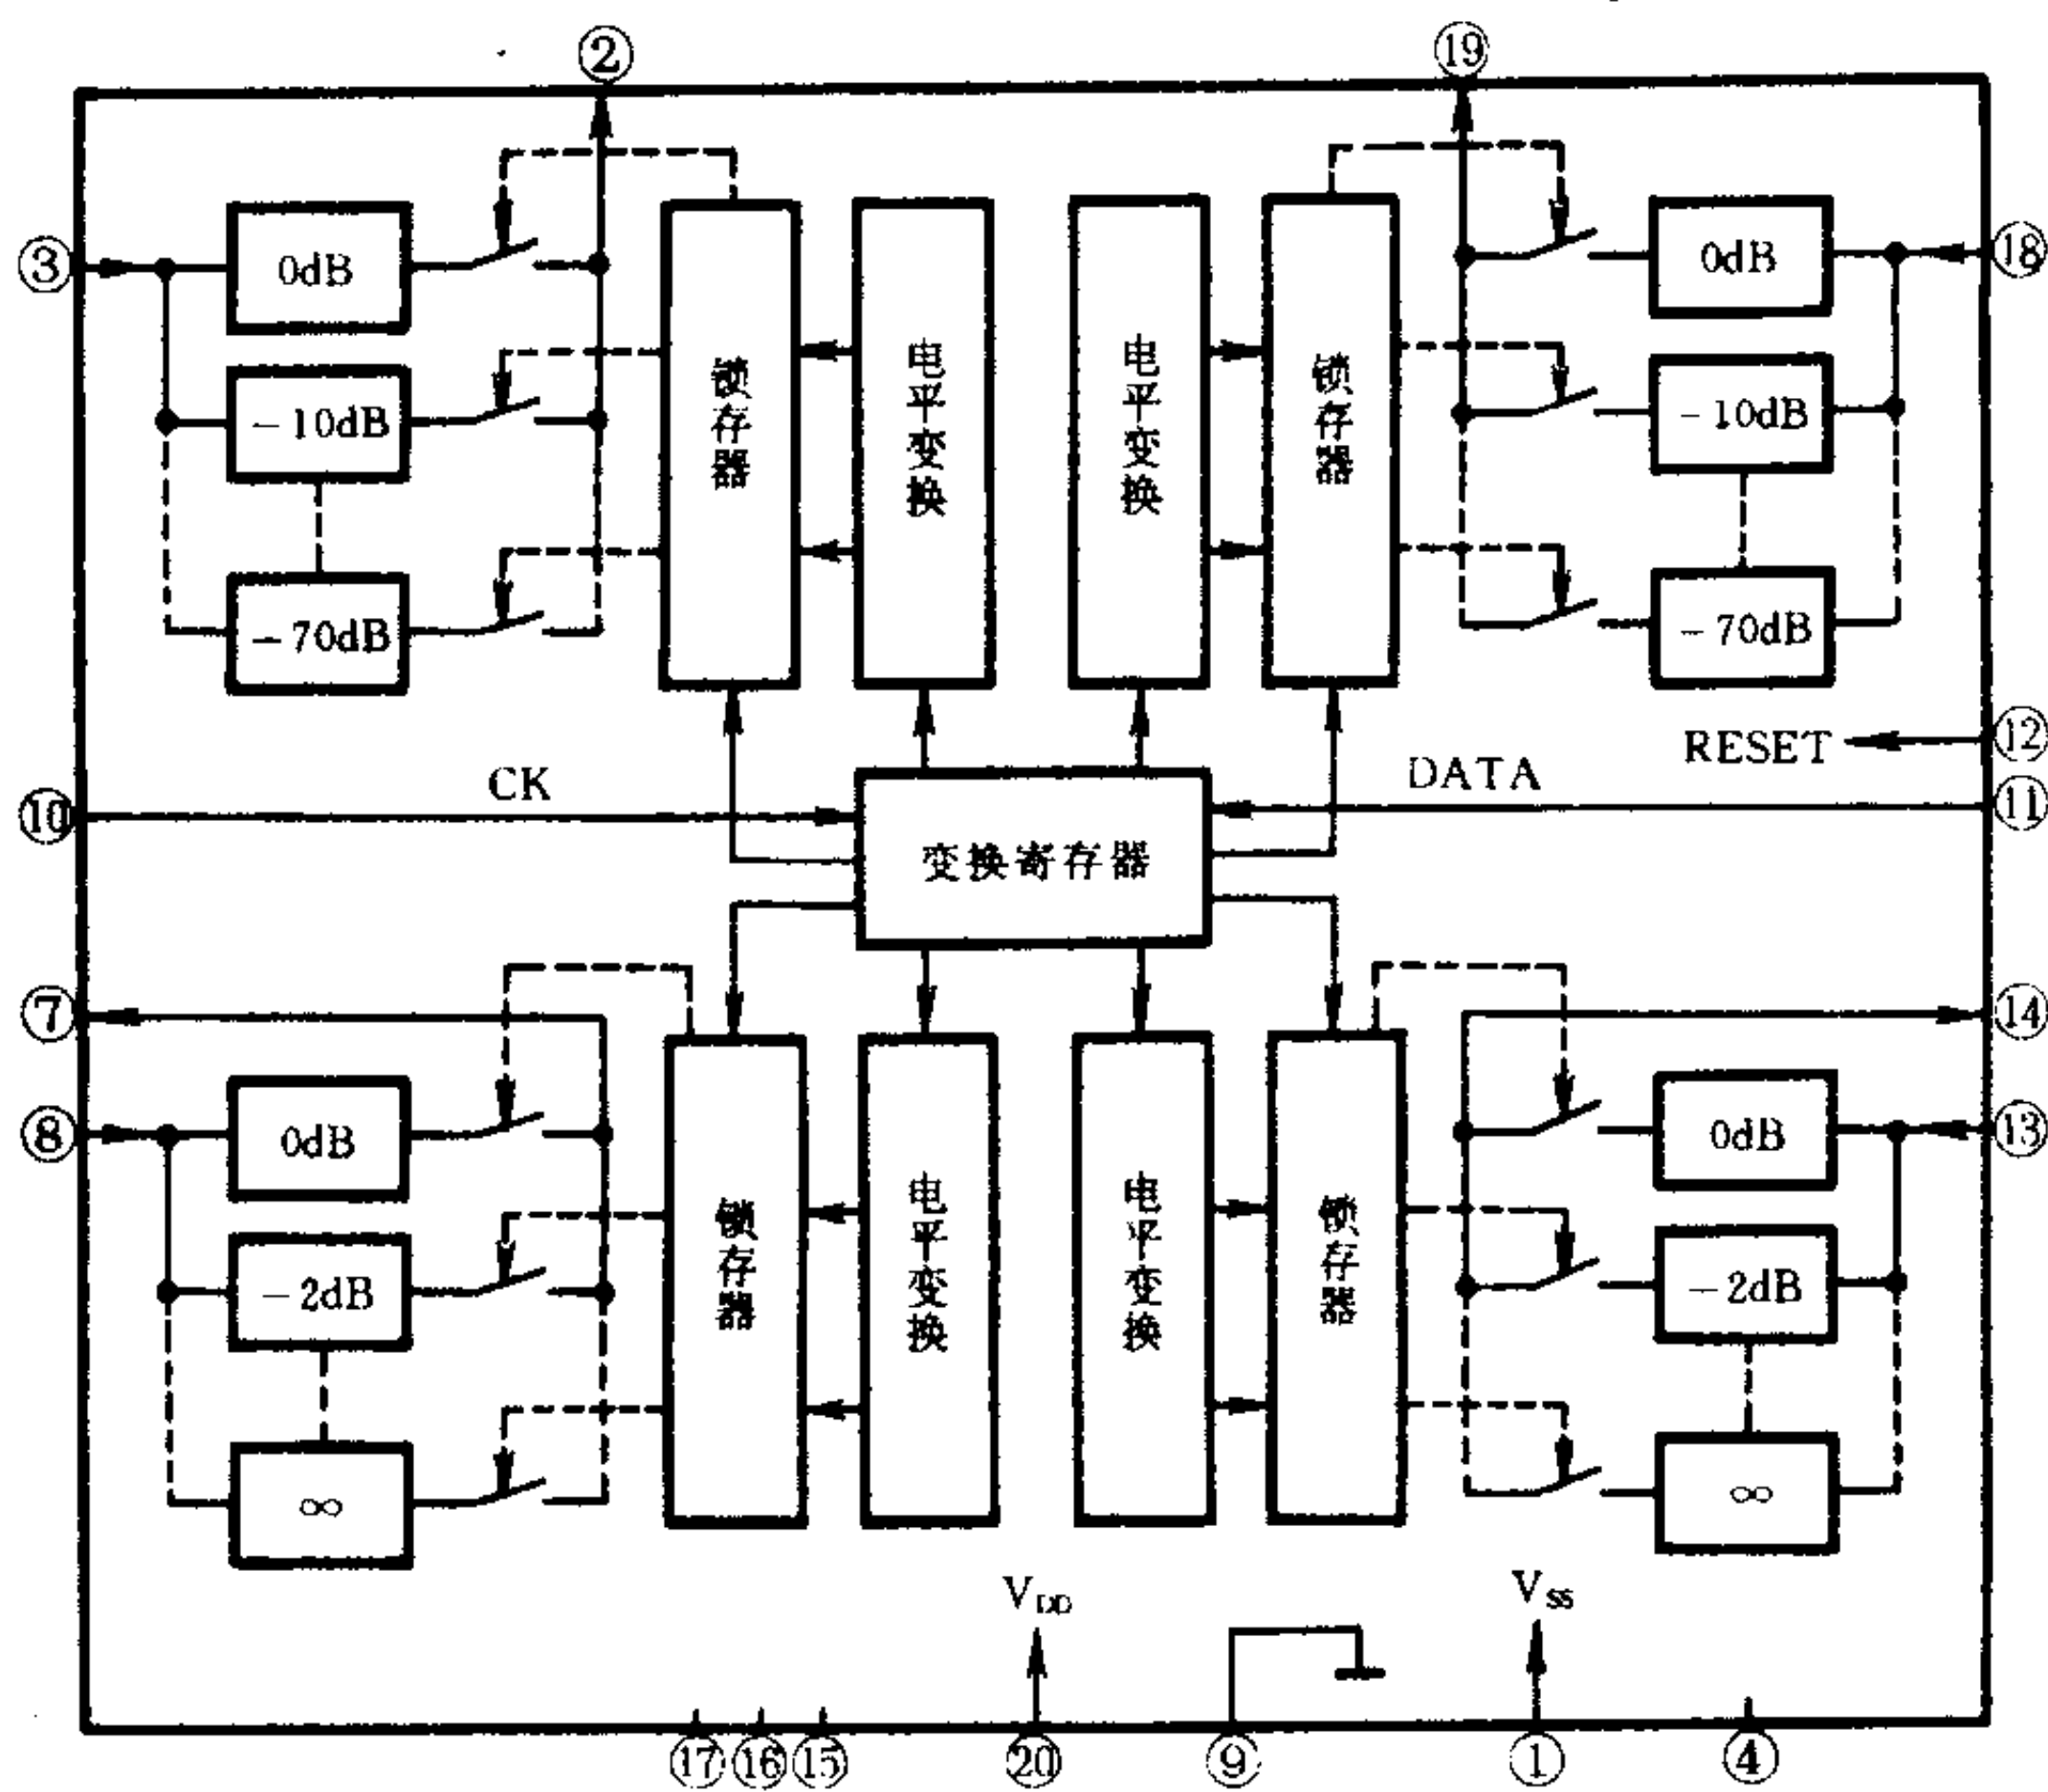 ② ⑲
③ 0dB 0dB ⑱
-10dB 锁存器 电平变换 电平变换 锁存器 -10dB
-70dB -70dB
RESET ⑫
⑩ CK DATA ⑪
变换寄存器
⑦ ⑭
⑧ 0dB 0dB ⑬
-2dB 锁存器 电平变换 电平变换 锁存器 -2dB
∞ ∞
VDD VSS
⑰ ⑯ ⑮ ⑳ ⑨ ① ④